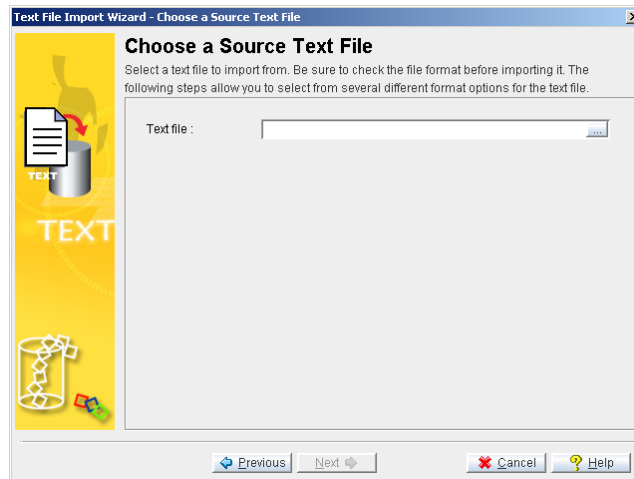 Text File Import Wizard - Choose a Source Text File
Choose a Source Text File
Select a text file to import from. Be sure to check the file format before importing it. The
following steps allow you to select from several different format options for the text file.
Text file :
...
TEXT
TEXT
Previous
Next
Cancel
Help